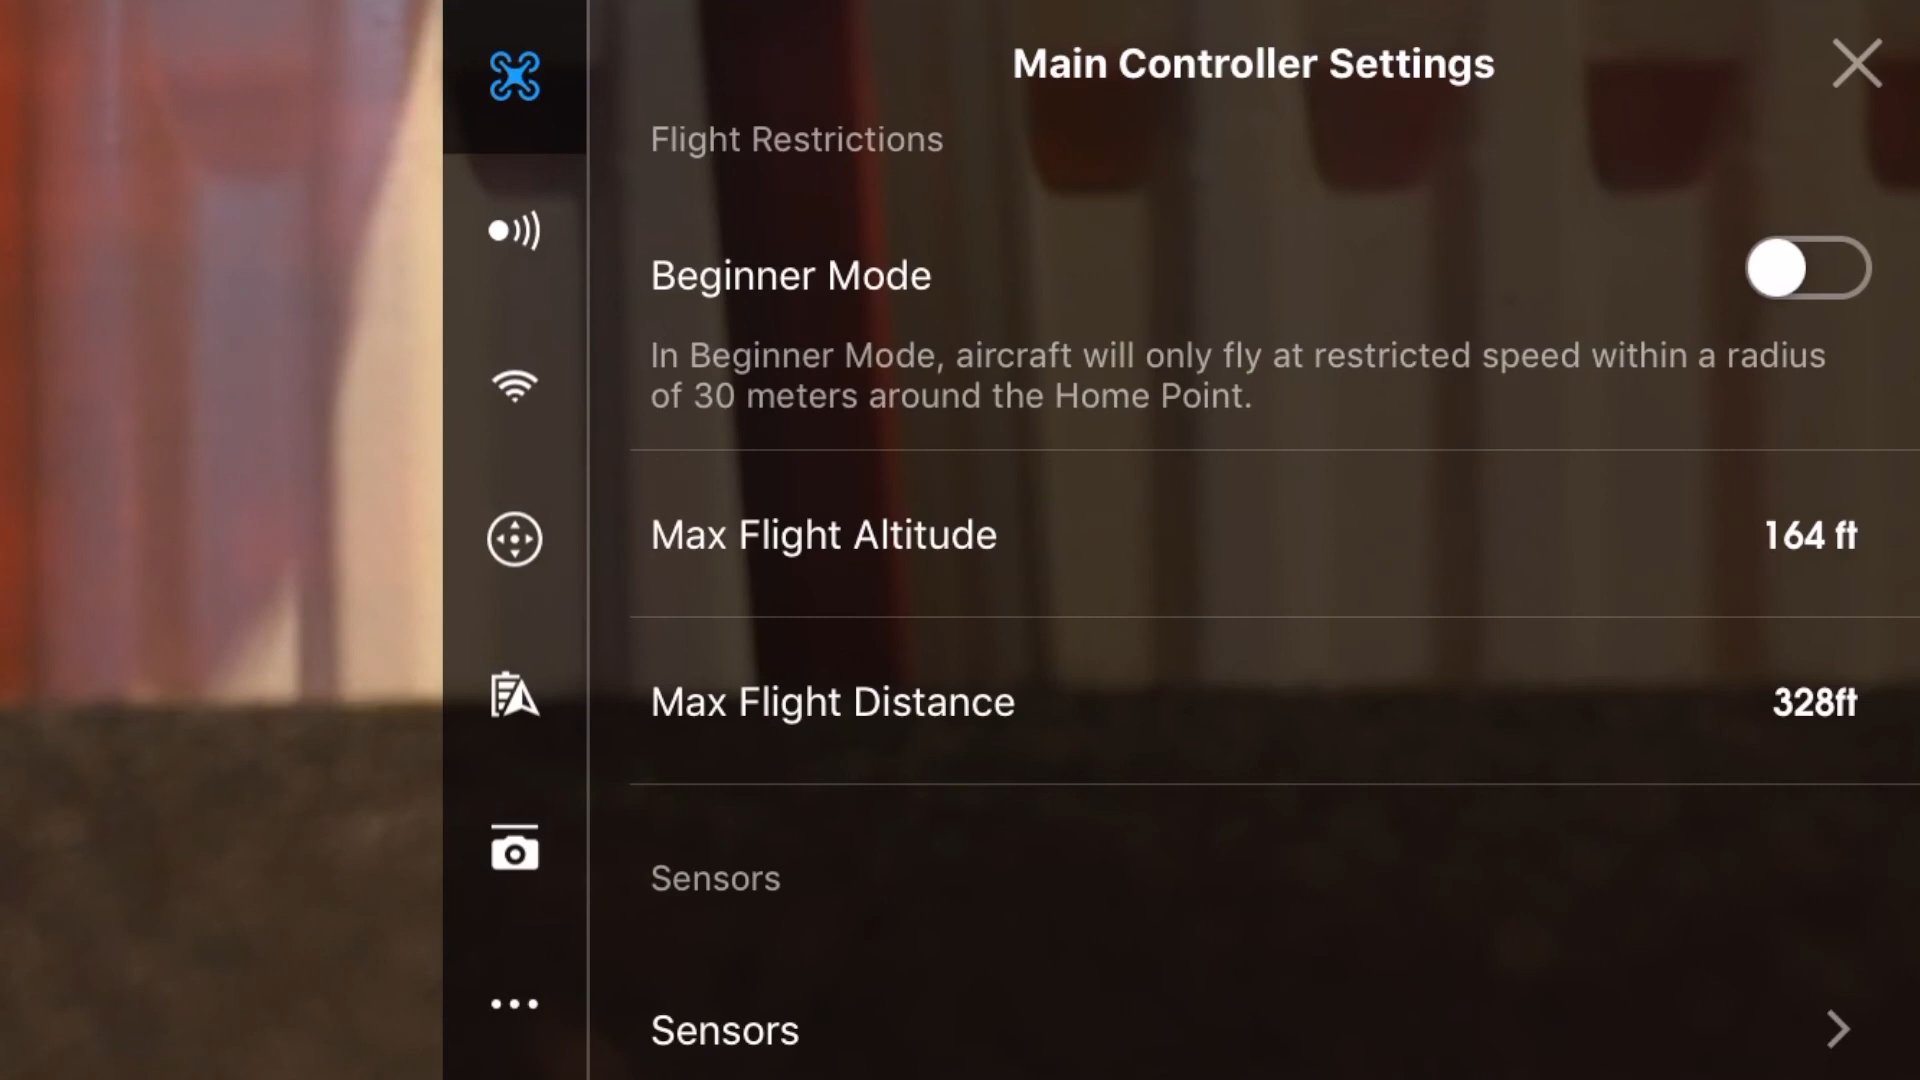 Main Controller Settings
Flight Restrictions
Beginner Mode
In Beginner Mode, aircraft will only fly at restricted speed within a radius
of 30 meters around the Home Point.
Max Flight Altitude
164 ft
Max Flight Distance
328ft
Sensors
Sensors